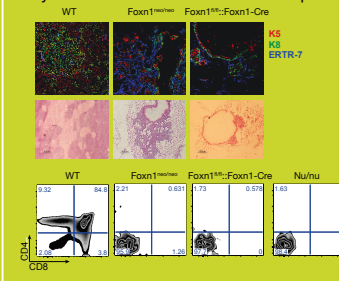 WT Foxn1neo/neo Foxn1fl/fl::Foxn1-Cre
K5
K8
ERTR-7
WT Foxn1neo/neo Foxn1fl/fl::Foxn1-Cre Nu/nu
9.32 84.8 2.21 0.631 1.73 0.578 1.63
CD4
2.08 3.8 1.26 0
CD8